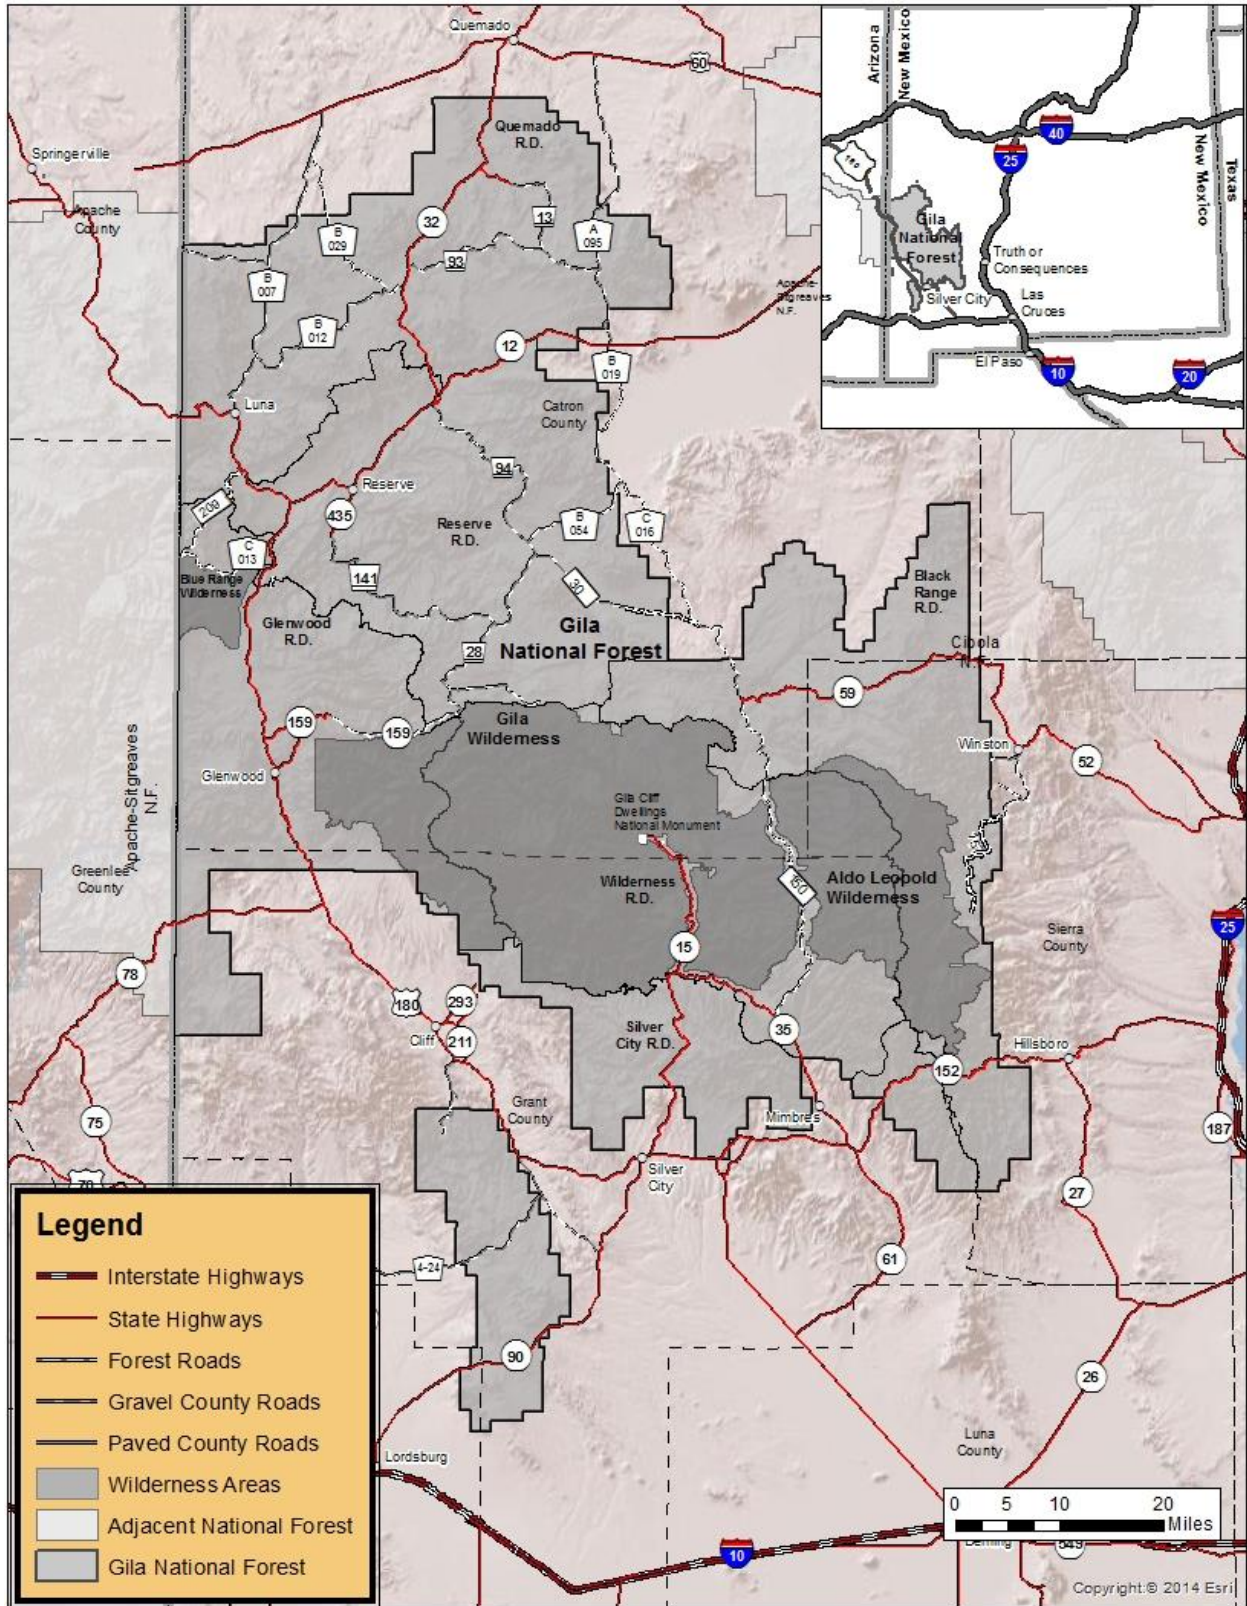 Quemado
60
Quemado
R.D.
Springerville
Apache
County
32
13
A
095
B
029
93
B
007
B
012
12
B
019
Apache-
Sitgreaves
N.F.
Luna
Catron
County
94
Reserve
435
209
Reserve
R.D.
B
054
C
016
C
013
141
30
Blue Range
Wilderness
Black
Range
R.D.
Glenwood
R.D.
Gila
National Forest
28
Cibola
N.F.
59
159
159
Gila
Wilderness
Winston
52
Glenwood
Apache-Sitgreaves
N.F.
Gila Cliff
Dwellings
National Monument
Greenlee
County
Wilderness
R.D.
150
Aldo Leopold
Wilderness
25
Sierra
County
15
78
180
293
Cliff
211
Silver
City R.D.
35
Hillsboro
152
Grant
County
Mimbres
75
187
70
Silver
City
27
61
4-24
90
26
Lordsburg
Luna
County
10
Deming
549
Arizona
New Mexico
40
25
180
New Mexico
Texas
Gila
National
Forest
Truth or
Consequences
Silver City
Las
Cruces
El Paso
10
20
Legend
Interstate Highways
State Highways
Forest Roads
Gravel County Roads
Paved County Roads
Wilderness Areas
Adjacent National Forest
Gila National Forest
0 5 10 20
Miles
Copyright:© 2014 Esri